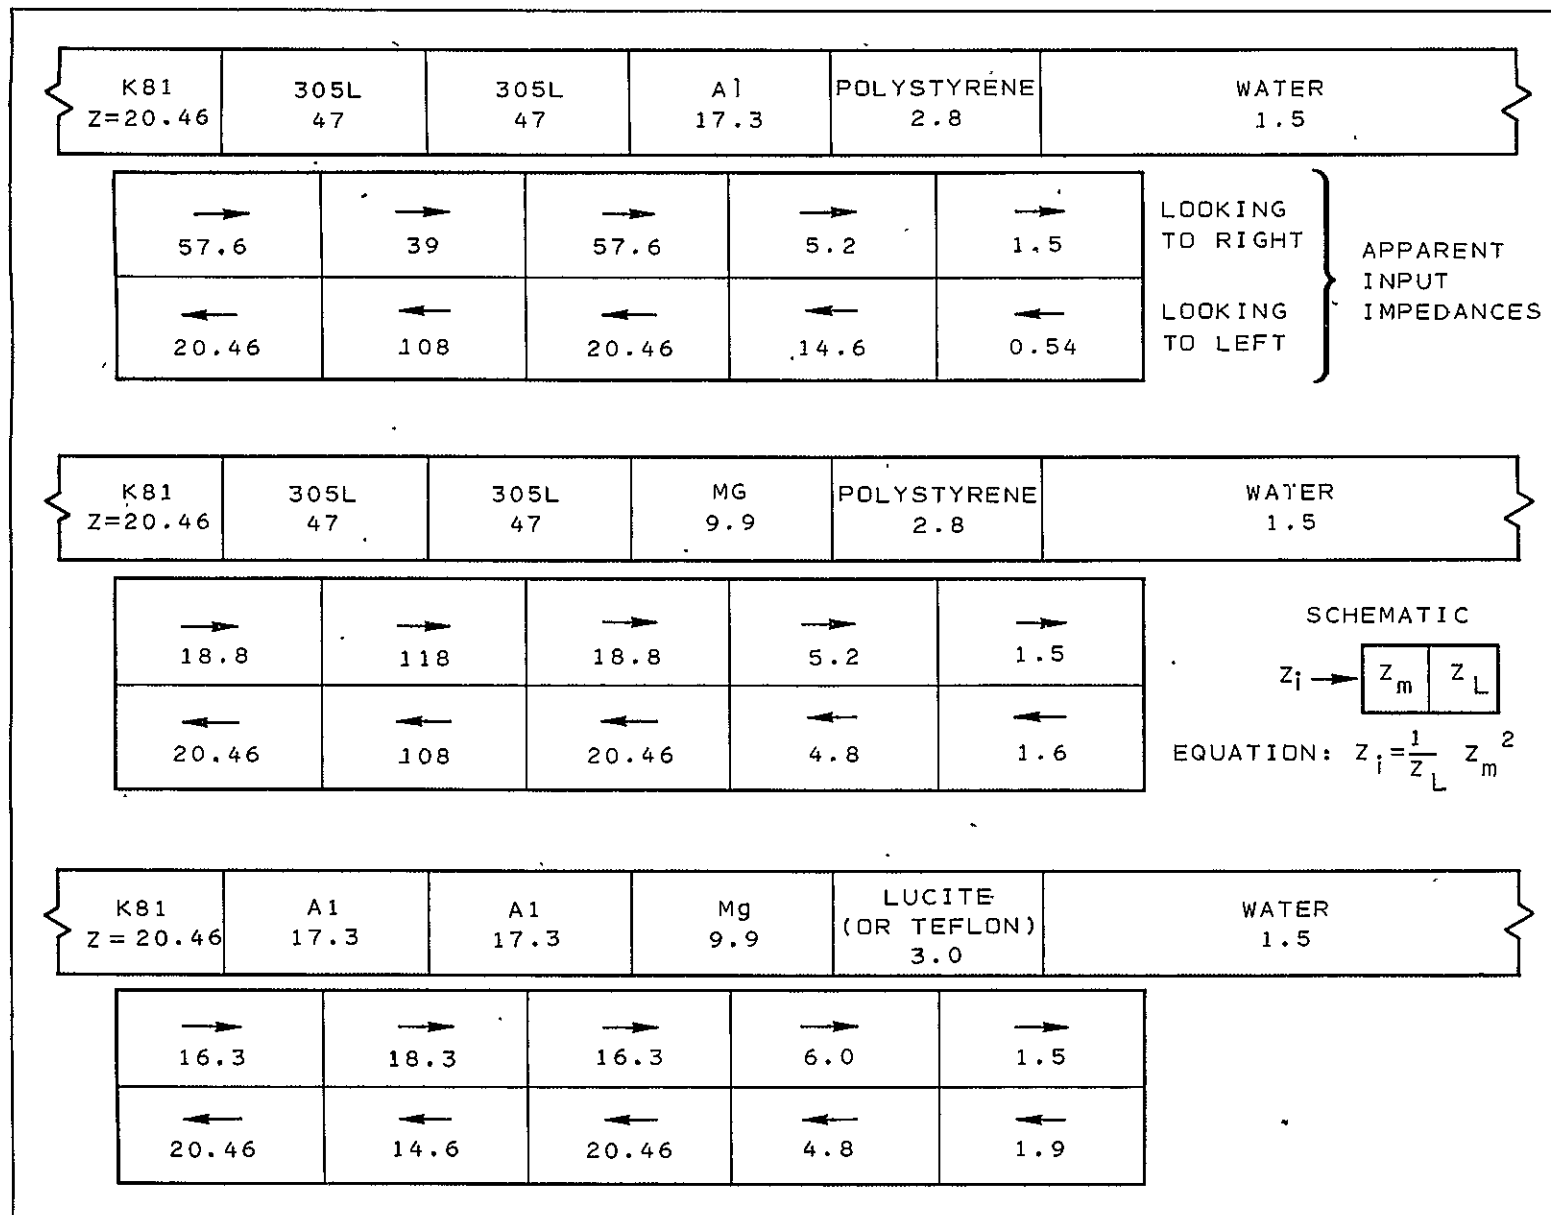 K81 305L 305L Al POLYSTYRENE WATER
Z=20.46 47 47 17.3 2.8 1.5
57.6 39 57.6 5.2 1.5
LOOKING
TO RIGHT
20.46 108 20.46 14.6 0.54
LOOKING
TO LEFT
APPARENT
INPUT
IMPEDANCES
K81 305L 305L MG POLYSTYRENE WATER
Z=20.46 47 47 9.9 2.8 1.5
18.8 118 18.8 5.2 1.5
20.46 108 20.46 4.8 1.6
SCHEMATIC
Zi Zm ZL
EQUATION: Zi = 1/ZL Zm²
K81 Al Al Mg LUCITE (OR TEFLON) WATER
Z = 20.46 17.3 17.3 9.9 3.0 1.5
16.3 18.3 16.3 6.0 1.5
20.46 14.6 20.46 4.8 1.9